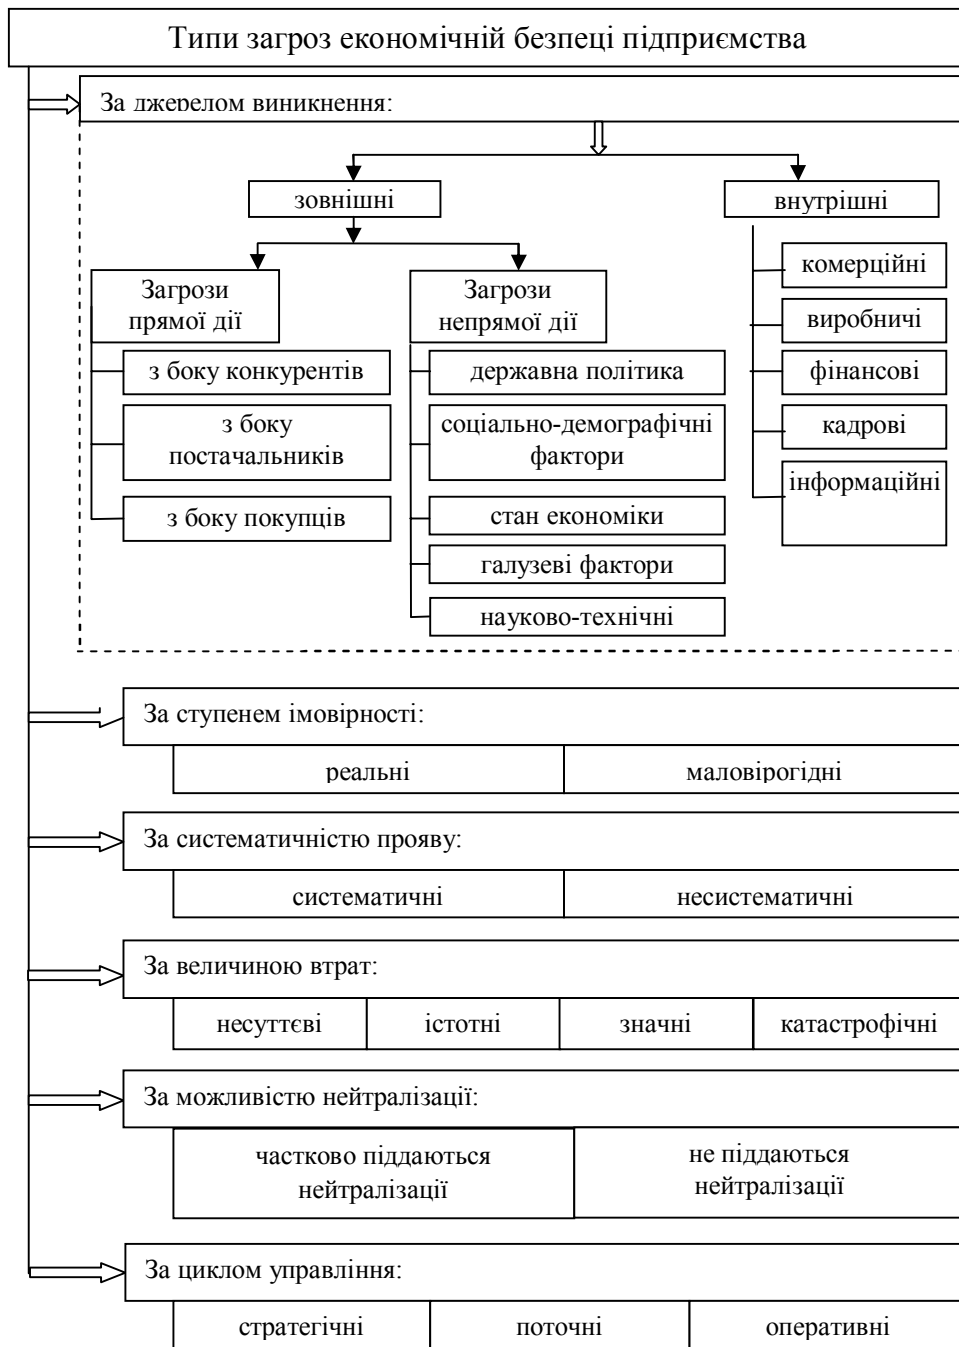 Типи загроз економічній безпеці підприємства
За джерелом виникнення:
зовнішні
внутрішні
Загрози
прямої дії
з боку конкурентів
з боку
постачальників
з боку покупців
Загрози
непрямої дії
державна політика
соціально-демографічні
фактори
стан економіки
галузеві фактори
науково-технічні
комерційні
виробничі
фінансові
кадрові
інформаційні
За ступенем імовірності:
реальні
маловірогідні
За систематичністю прояву:
систематичні
несистематичні
За величиною втрат:
несуттєві
істотні
значні
катастрофічні
За можливістю нейтралізації:
частково піддаються
нейтралізації
не піддаються
нейтралізації
За циклом управління:
стратегічні
поточні
оперативні